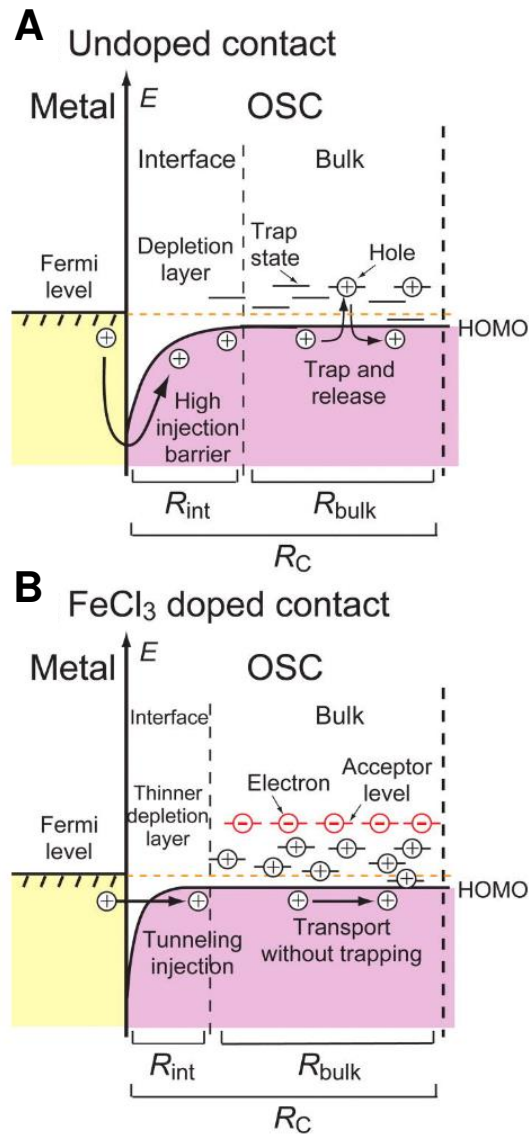 A
Undoped contact
Metal
E
OSC
Interface
Bulk
Fermi
level
Depletion
layer
Trap
state
Hole
HOMO
High
injection
barrier
Trap and
release
R_int
R_bulk
R_C
B
FeCl₃ doped contact
Metal
E
OSC
Interface
Bulk
Fermi
level
Thinner
depletion
layer
Electron
Acceptor
level
HOMO
Tunneling
injection
Transport
without trapping
R_int
R_bulk
R_C